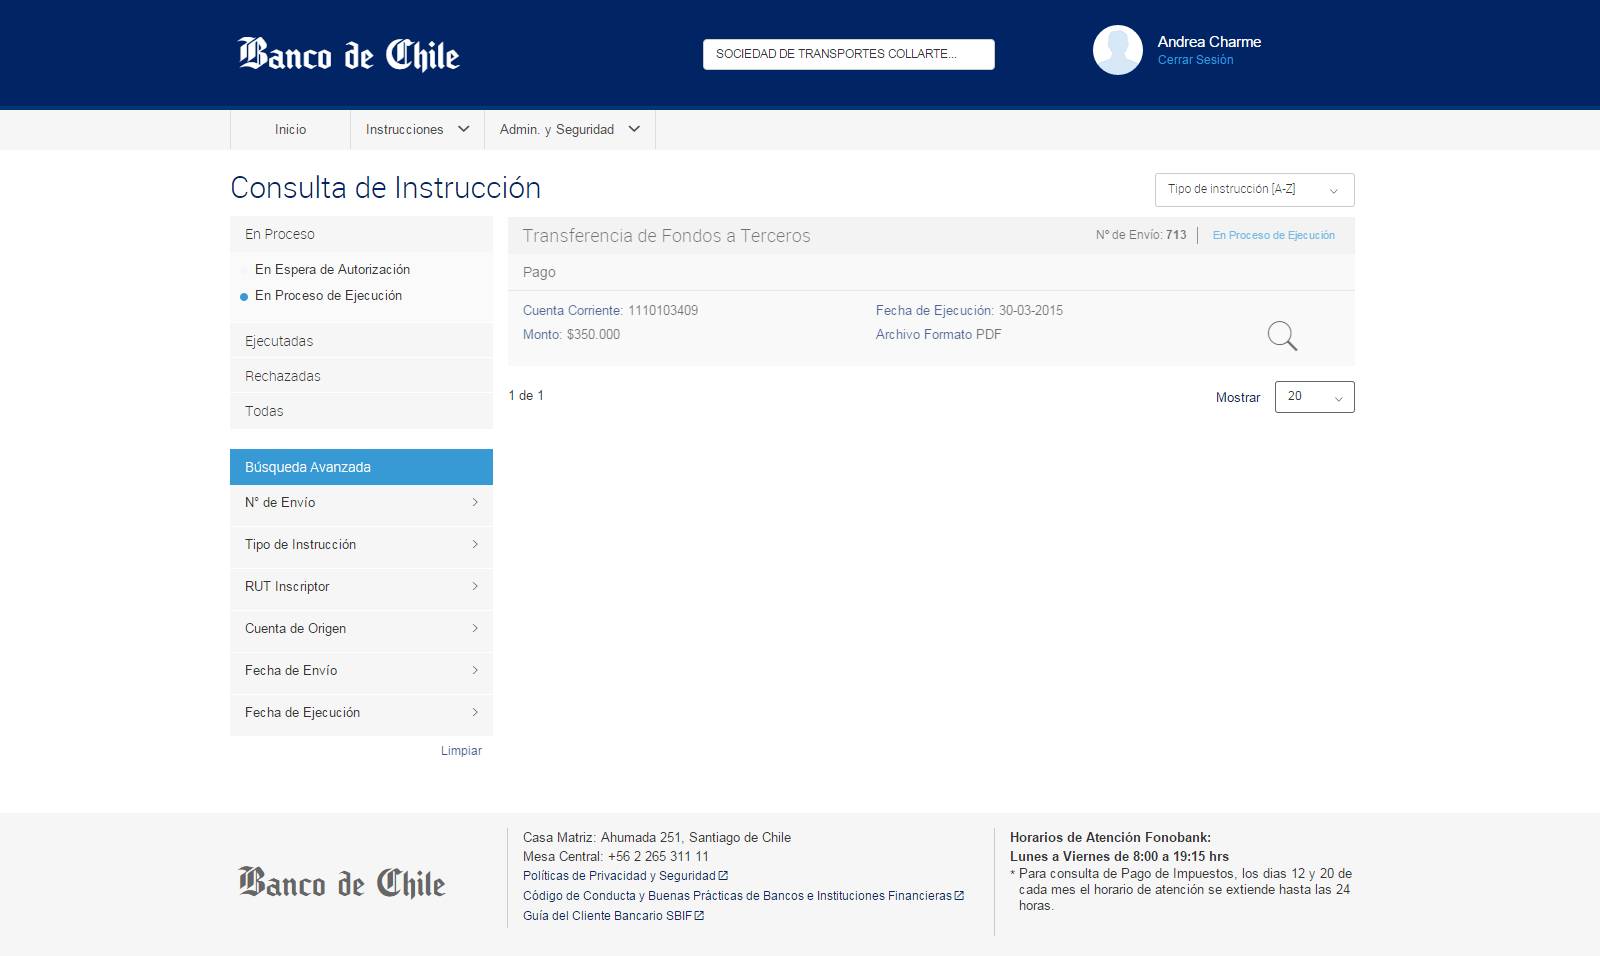 Banco de Chile
SOCIEDAD DE TRANSPORTES COLLARTE...
Andrea Charme
Cerrar Sesión
Inicio
Instrucciones
Admin. y Seguridad
Consulta de Instrucción
Tipo de instrucción [A-Z]
En Proceso
En Espera de Autorización
En Proceso de Ejecución
Ejecutadas
Rechazadas
Todas
Transferencia de Fondos a Terceros
Nº de Envío: 713
En Proceso de Ejecución
Pago
Cuenta Corriente: 1110103409
Fecha de Ejecución: 30-03-2015
Monto: $350.000
Archivo Formato PDF
1 de 1
Mostrar
20
Búsqueda Avanzada
N° de Envío
Tipo de Instrucción
RUT Inscriptor
Cuenta de Origen
Fecha de Envío
Fecha de Ejecución
Limpiar
Banco de Chile
Casa Matriz: Ahumada 251, Santiago de Chile
Mesa Central: +56 2 265 311 11
Políticas de Privacidad y Seguridad
Código de Conducta y Buenas Prácticas de Bancos e Instituciones Financieras
Guía del Cliente Bancario SBIF
Horarios de Atención Fonobank:
Lunes a Viernes de 8:00 a 19:15 hrs
* Para consulta de Pago de Impuestos, los dias 12 y 20 de
cada mes el horario de atención se extiende hasta las 24
horas.